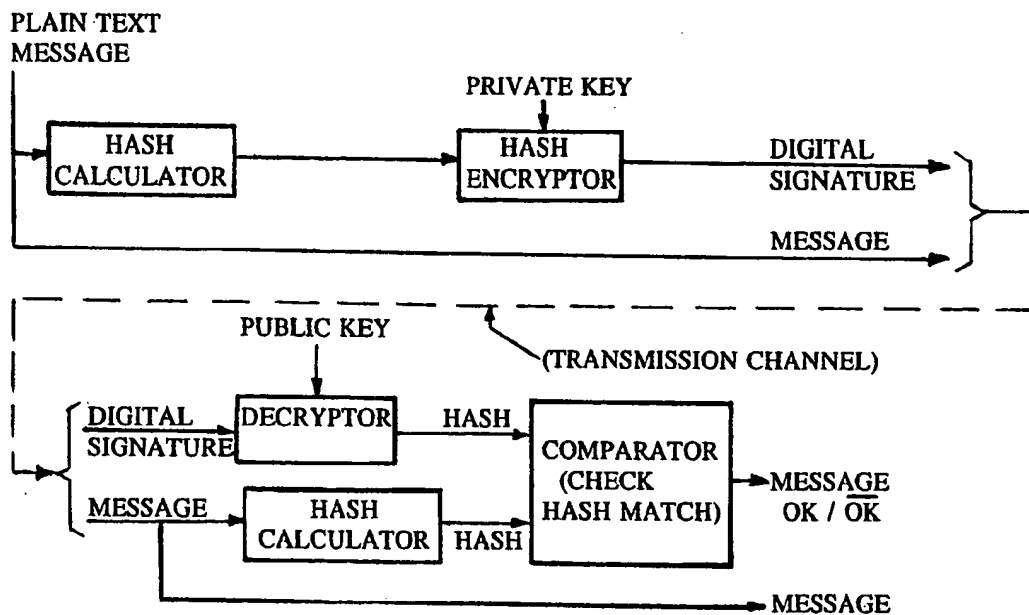 PLAIN TEXT
MESSAGE
PRIVATE KEY
HASH
CALCULATOR
HASH
ENCRYPTOR
DIGITAL
SIGNATURE
MESSAGE
PUBLIC KEY
(TRANSMISSION CHANNEL)
DIGITAL
SIGNATURE
DECRYPTOR
HASH
COMPARATOR
(CHECK
HASH MATCH)
MESSAGE
OK / O̅K̅
MESSAGE
HASH
CALCULATOR
HASH
MESSAGE